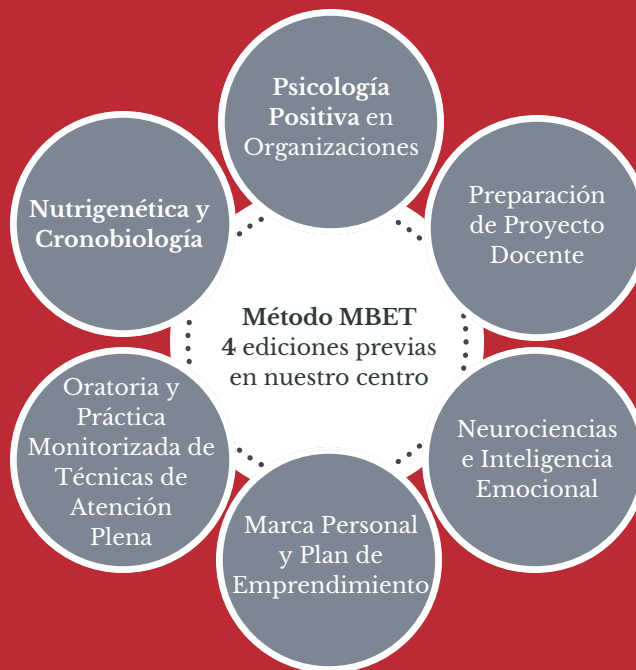 Psicología
Positiva en
Organizaciones
Preparación
de Proyecto
Docente
Neurociencias
e Inteligencia
Emocional
Marca Personal
y Plan de
Emprendimiento
Oratoria y
Práctica
Monitorizada de
Técnicas de
Atención
Plena
Nutrigenética y
Cronobiología
Método MBET
4 ediciones previas
en nuestro centro